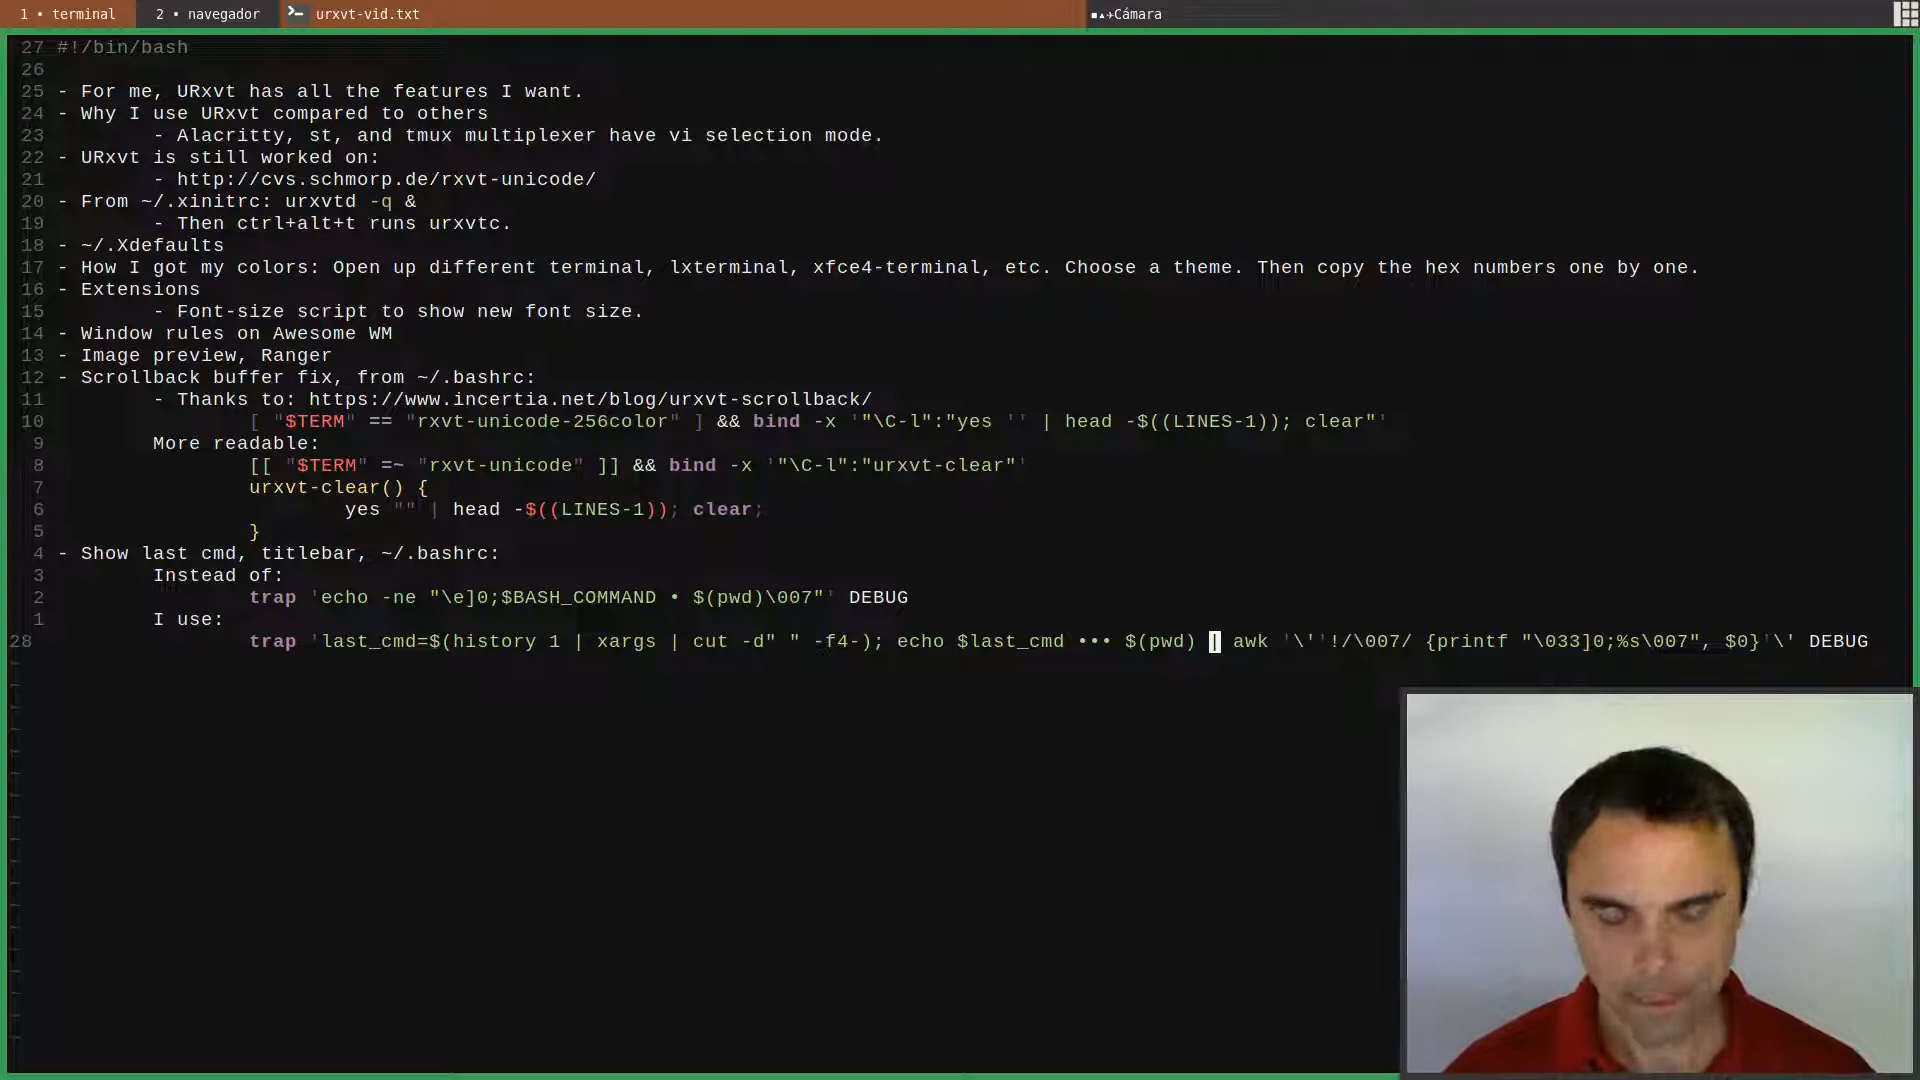 1 • terminal 2 • navegador urxvt-vid.txt ▪▴✈Cámara
27 #!/bin/bash
26
25 - For me, URxvt has all the features I want.
24 - Why I use URxvt compared to others
23 - Alacritty, st, and tmux multiplexer have vi selection mode.
22 - URxvt is still worked on:
21 - http://cvs.schmorp.de/rxvt-unicode/
20 - From ~/.xinitrc: urxvtd -q &
19 - Then ctrl+alt+t runs urxvtc.
18 - ~/.Xdefaults
17 - How I got my colors: Open up different terminal, lxterminal, xfce4-terminal, etc. Choose a theme. Then copy the hex numbers one by one.
16 - Extensions
15 - Font-size script to show new font size.
14 - Window rules on Awesome WM
13 - Image preview, Ranger
12 - Scrollback buffer fix, from ~/.bashrc:
11 - Thanks to: https://www.incertia.net/blog/urxvt-scrollback/
10 [ "$TERM" == "rxvt-unicode-256color" ] && bind -x '"\C-l":"yes '' | head -$((LINES-1)); clear"'
9 More readable:
8 [[ "$TERM" =~ "rxvt-unicode" ]] && bind -x '"\C-l":"urxvt-clear"'
7 urxvt-clear() {
6 yes "" | head -$((LINES-1)); clear;
5 }
4 - Show last cmd, titlebar, ~/.bashrc:
3 Instead of:
2 trap 'echo -ne "\e]0;$BASH_COMMAND • $(pwd)\007"' DEBUG
1 I use:
28 trap 'last_cmd=$(history 1 | xargs | cut -d" " -f4-); echo $last_cmd ••• $(pwd) | awk '\''!/\007/ {printf "\033]0;%s\007", $0}'\' DEBUG